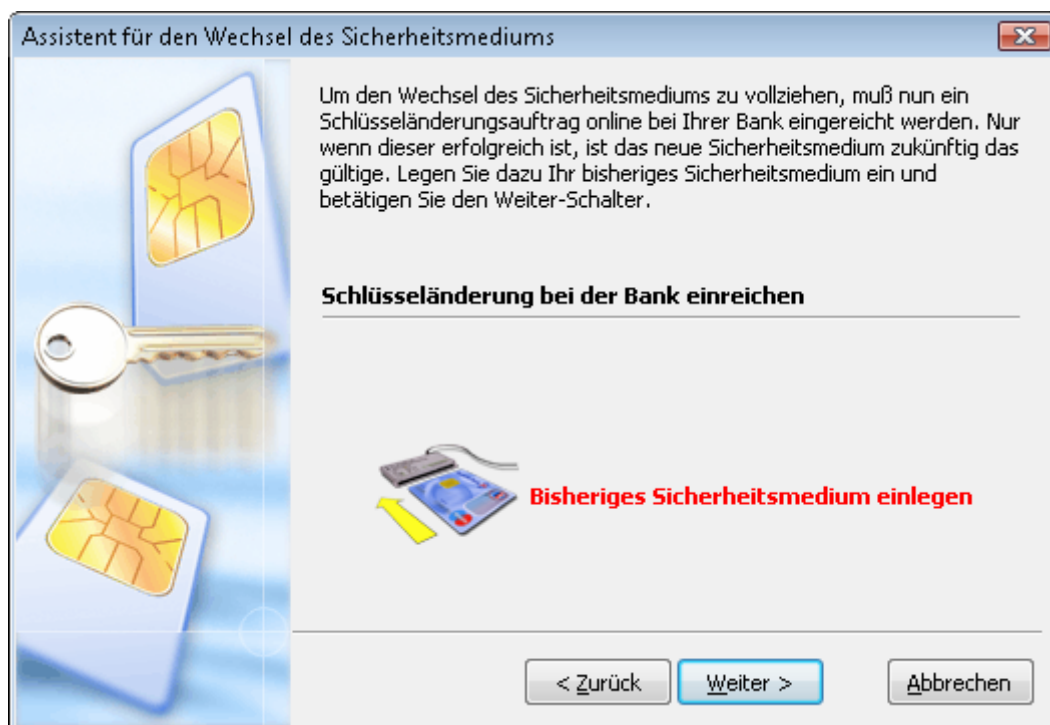 Assistent für den Wechsel des Sicherheitsmediums
Um den Wechsel des Sicherheitsmediums zu vollziehen, muß nun ein
Schlüsseländerungsauftrag online bei Ihrer Bank eingereicht werden. Nur
wenn dieser erfolgreich ist, ist das neue Sicherheitsmedium zukünftig das
gültige. Legen Sie dazu Ihr bisheriges Sicherheitsmedium ein und
betätigen Sie den Weiter-Schalter.
Schlüsseländerung bei der Bank einreichen
Bisheriges Sicherheitsmedium einlegen
< Zurück
Weiter >
Abbrechen